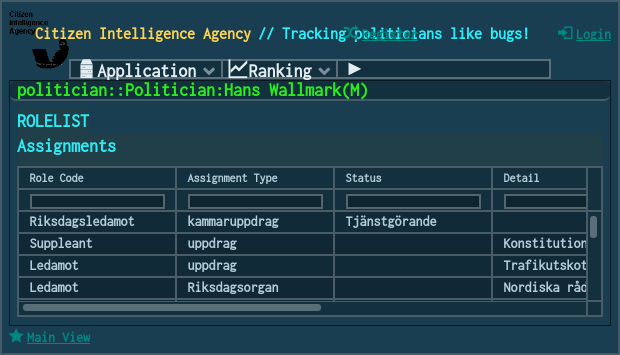 Citizen
Intelligence
Agency
Citizen Intelligence Agency // Tracking politicians like bugs!
Register
Login
Application
Ranking
politician::Politician:Hans Wallmark(M)
ROLELIST
Assignments
Role Code Assignment Type Status Detail
Riksdagsledamot kammaruppdrag Tjänstgörande
Suppleant uppdrag Konstitution
Ledamot uppdrag Trafikutskot
Ledamot Riksdagsorgan Nordiska råd
Main View